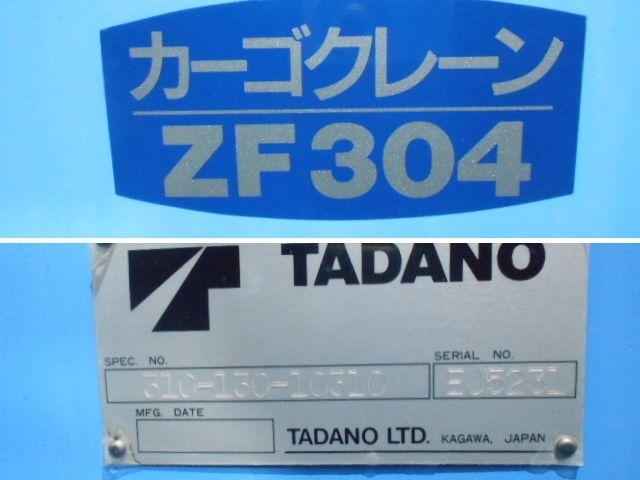 カーゴクレーン
ZF304
TADANO
SPEC. NO.
SERIAL NO.
310-130-10310
EJ5231
MFG. DATE
TADANO LTD. KAGAWA, JAPAN